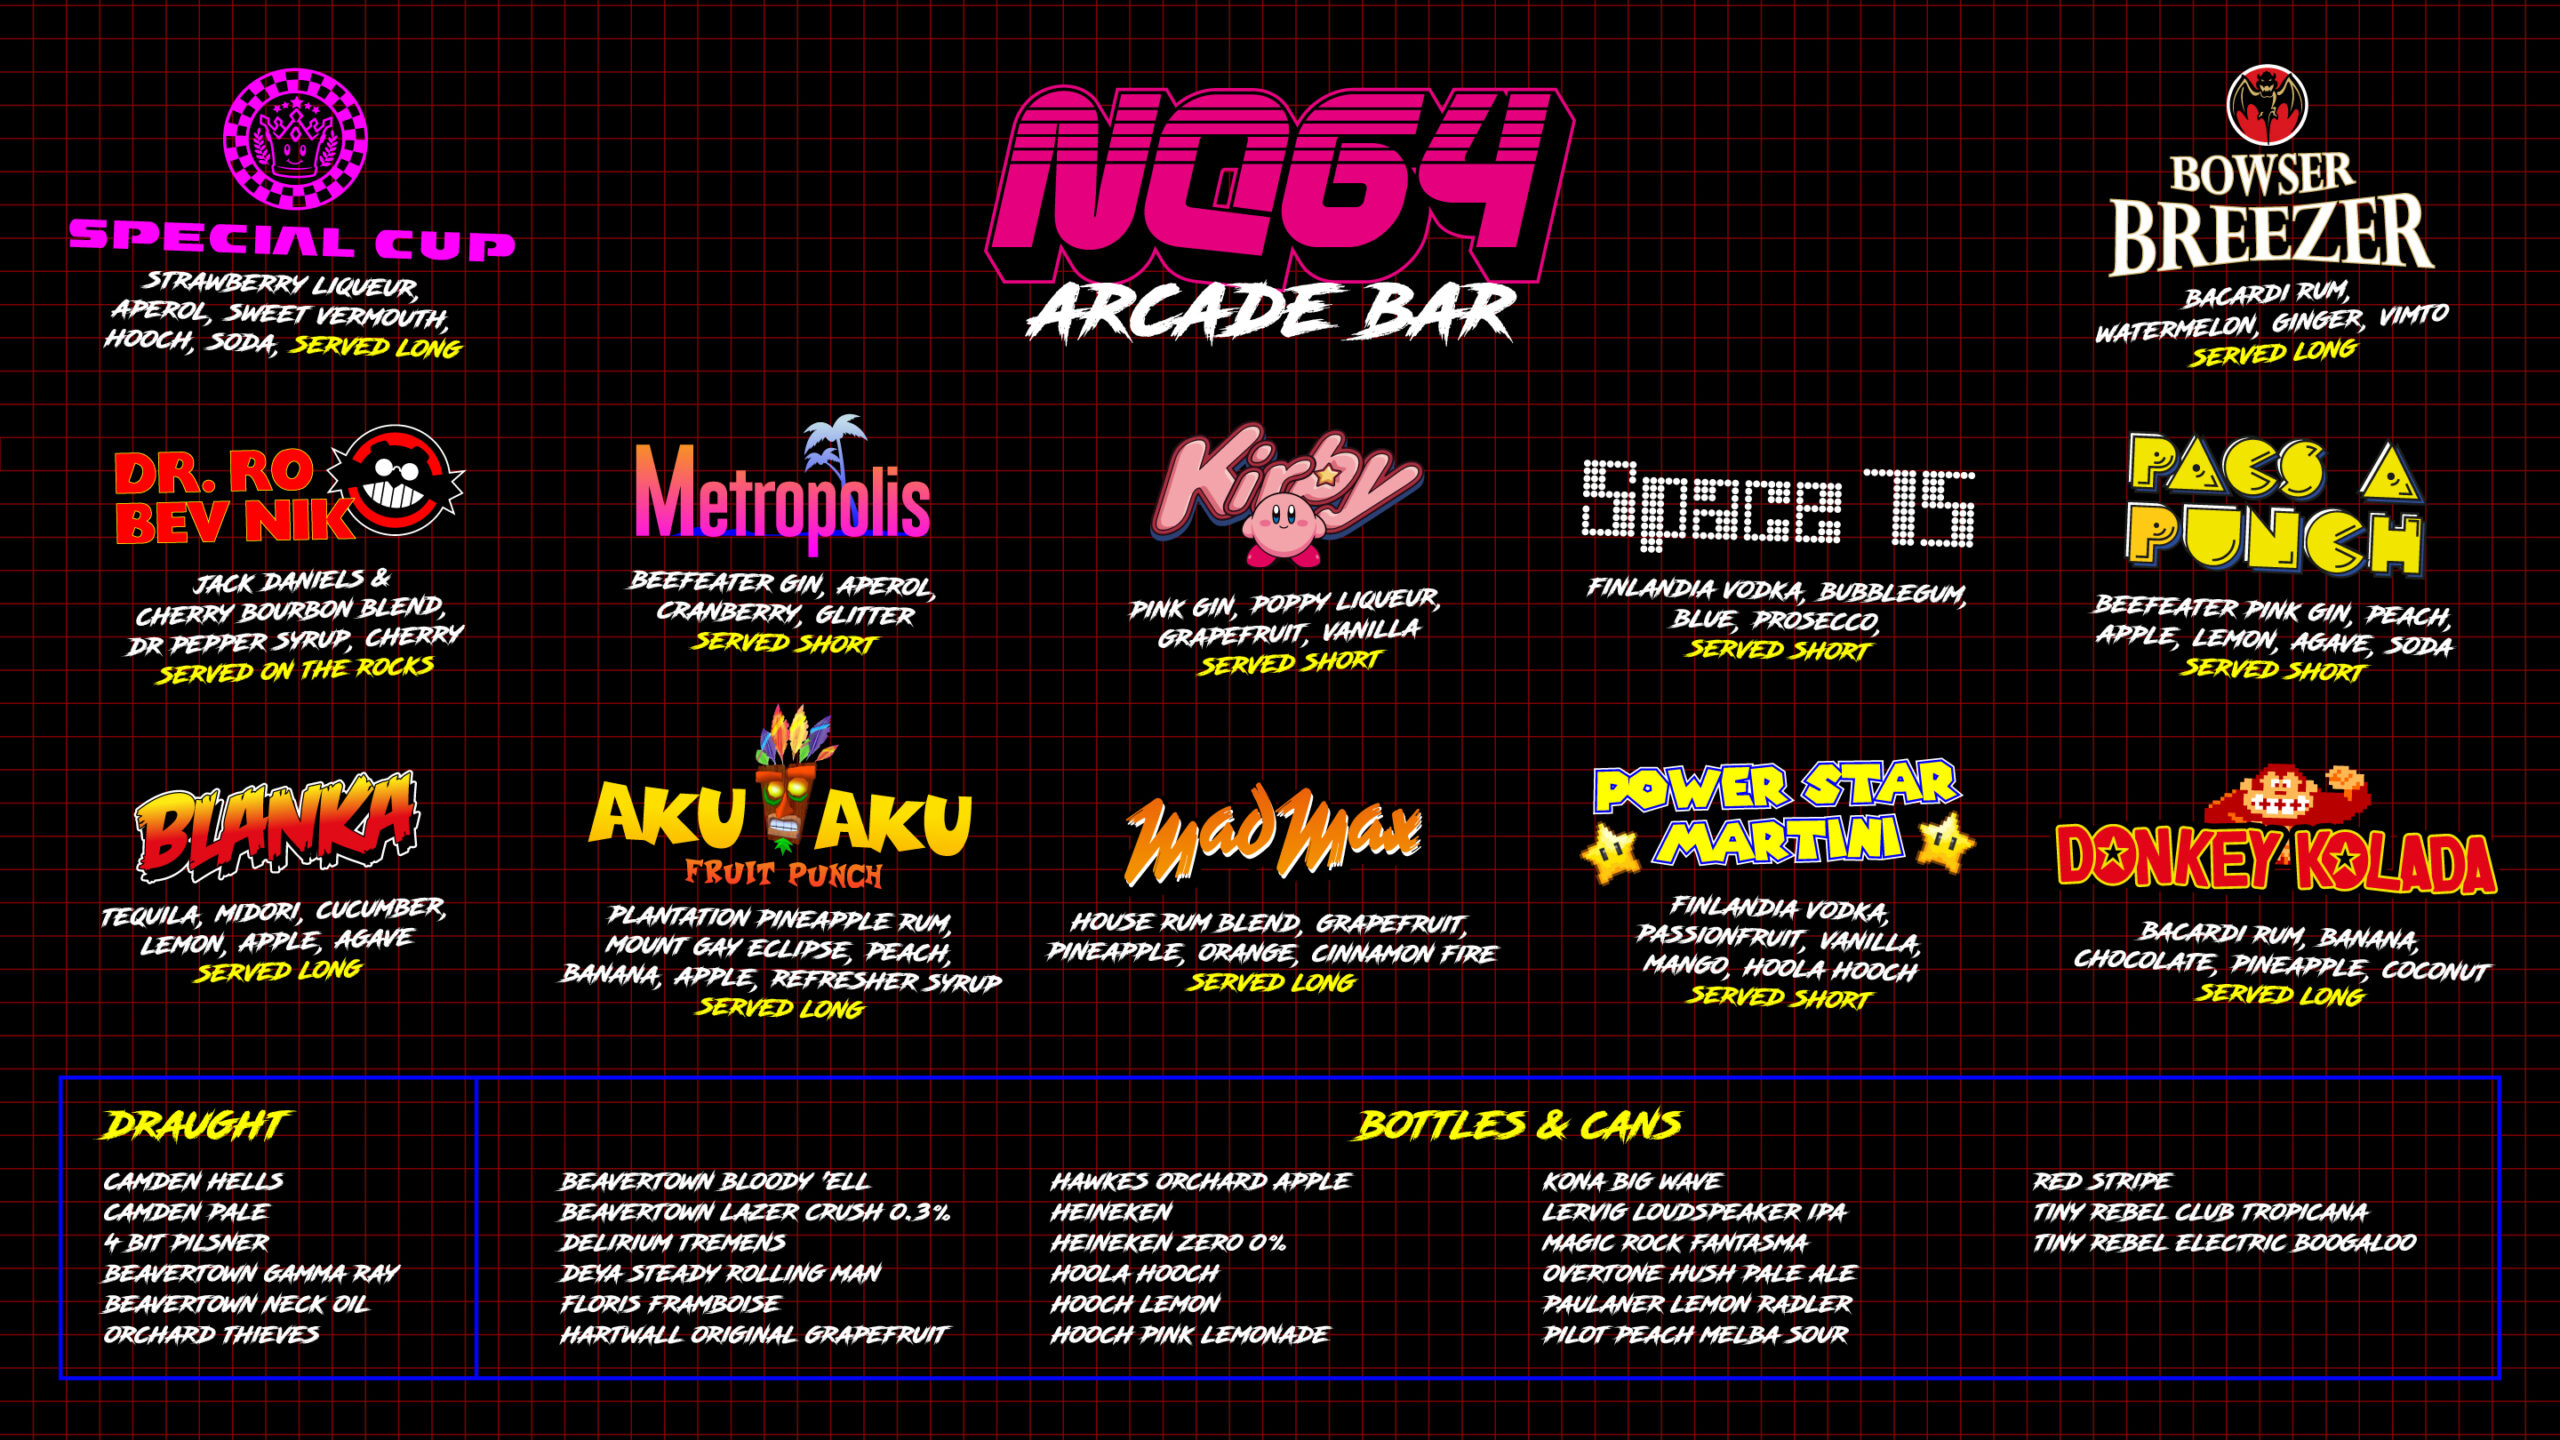 SPECIAL CUP
STRAWBERRY LIQUEUR,
APEROL, SWEET VERMOUTH,
HOOCH, SODA, SERVED LONG
NQ64
ARCADE BAR
BOWSER
BREEZER
BACARDI RUM,
WATERMELON, GINGER, VIMTO
SERVED LONG
DR. RO
BEV NIK
JACK DANIELS &
CHERRY BOURBON BLEND,
DR PEPPER SYRUP, CHERRY
SERVED ON THE ROCKS
Metropolis
BEEFEATER GIN, APEROL,
CRANBERRY, GLITTER
SERVED SHORT
Kirby
PINK GIN, POPPY LIQUEUR,
GRAPEFRUIT, VANILLA
SERVED SHORT
Space 75
FINLANDIA VODKA, BUBBLEGUM,
BLUE, PROSECCO,
SERVED SHORT
PACS A
PUNCH
BEEFEATER PINK GIN, PEACH,
APPLE, LEMON, AGAVE, SODA
SERVED SHORT
BLANKA
TEQUILA, MIDORI, CUCUMBER,
LEMON, APPLE, AGAVE
SERVED LONG
AKU AKU
FRUIT PUNCH
PLANTATION PINEAPPLE RUM,
MOUNT GAY ECLIPSE, PEACH,
BANANA, APPLE, REFRESHER SYRUP
SERVED LONG
Mad Max
HOUSE RUM BLEND, GRAPEFRUIT,
PINEAPPLE, ORANGE, CINNAMON FIRE
SERVED LONG
POWER STAR
MARTINI
FINLANDIA VODKA,
PASSIONFRUIT, VANILLA,
MANGO, HOOLA HOOCH
SERVED SHORT
DONKEY KOLADA
BACARDI RUM, BANANA,
CHOCOLATE, PINEAPPLE, COCONUT
SERVED LONG
DRAUGHT
CAMDEN HELLS
CAMDEN PALE
4 BIT PILSNER
BEAVERTOWN GAMMA RAY
BEAVERTOWN NECK OIL
ORCHARD THIEVES
BOTTLES & CANS
BEAVERTOWN BLOODY 'ELL
BEAVERTOWN LAZER CRUSH 0.3%
DELIRIUM TREMENS
DEYA STEADY ROLLING MAN
FLORIS FRAMBOISE
HARTWALL ORIGINAL GRAPEFRUIT
HAWKES ORCHARD APPLE
HEINEKEN
HEINEKEN ZERO 0%
HOOLA HOOCH
HOOCH LEMON
HOOCH PINK LEMONADE
KONA BIG WAVE
LERVIG LOUDSPEAKER IPA
MAGIC ROCK FANTASMA
OVERTONE HUSH PALE ALE
PAULANER LEMON RADLER
PILOT PEACH MELBA SOUR
RED STRIPE
TINY REBEL CLUB TROPICANA
TINY REBEL ELECTRIC BOOGALOO